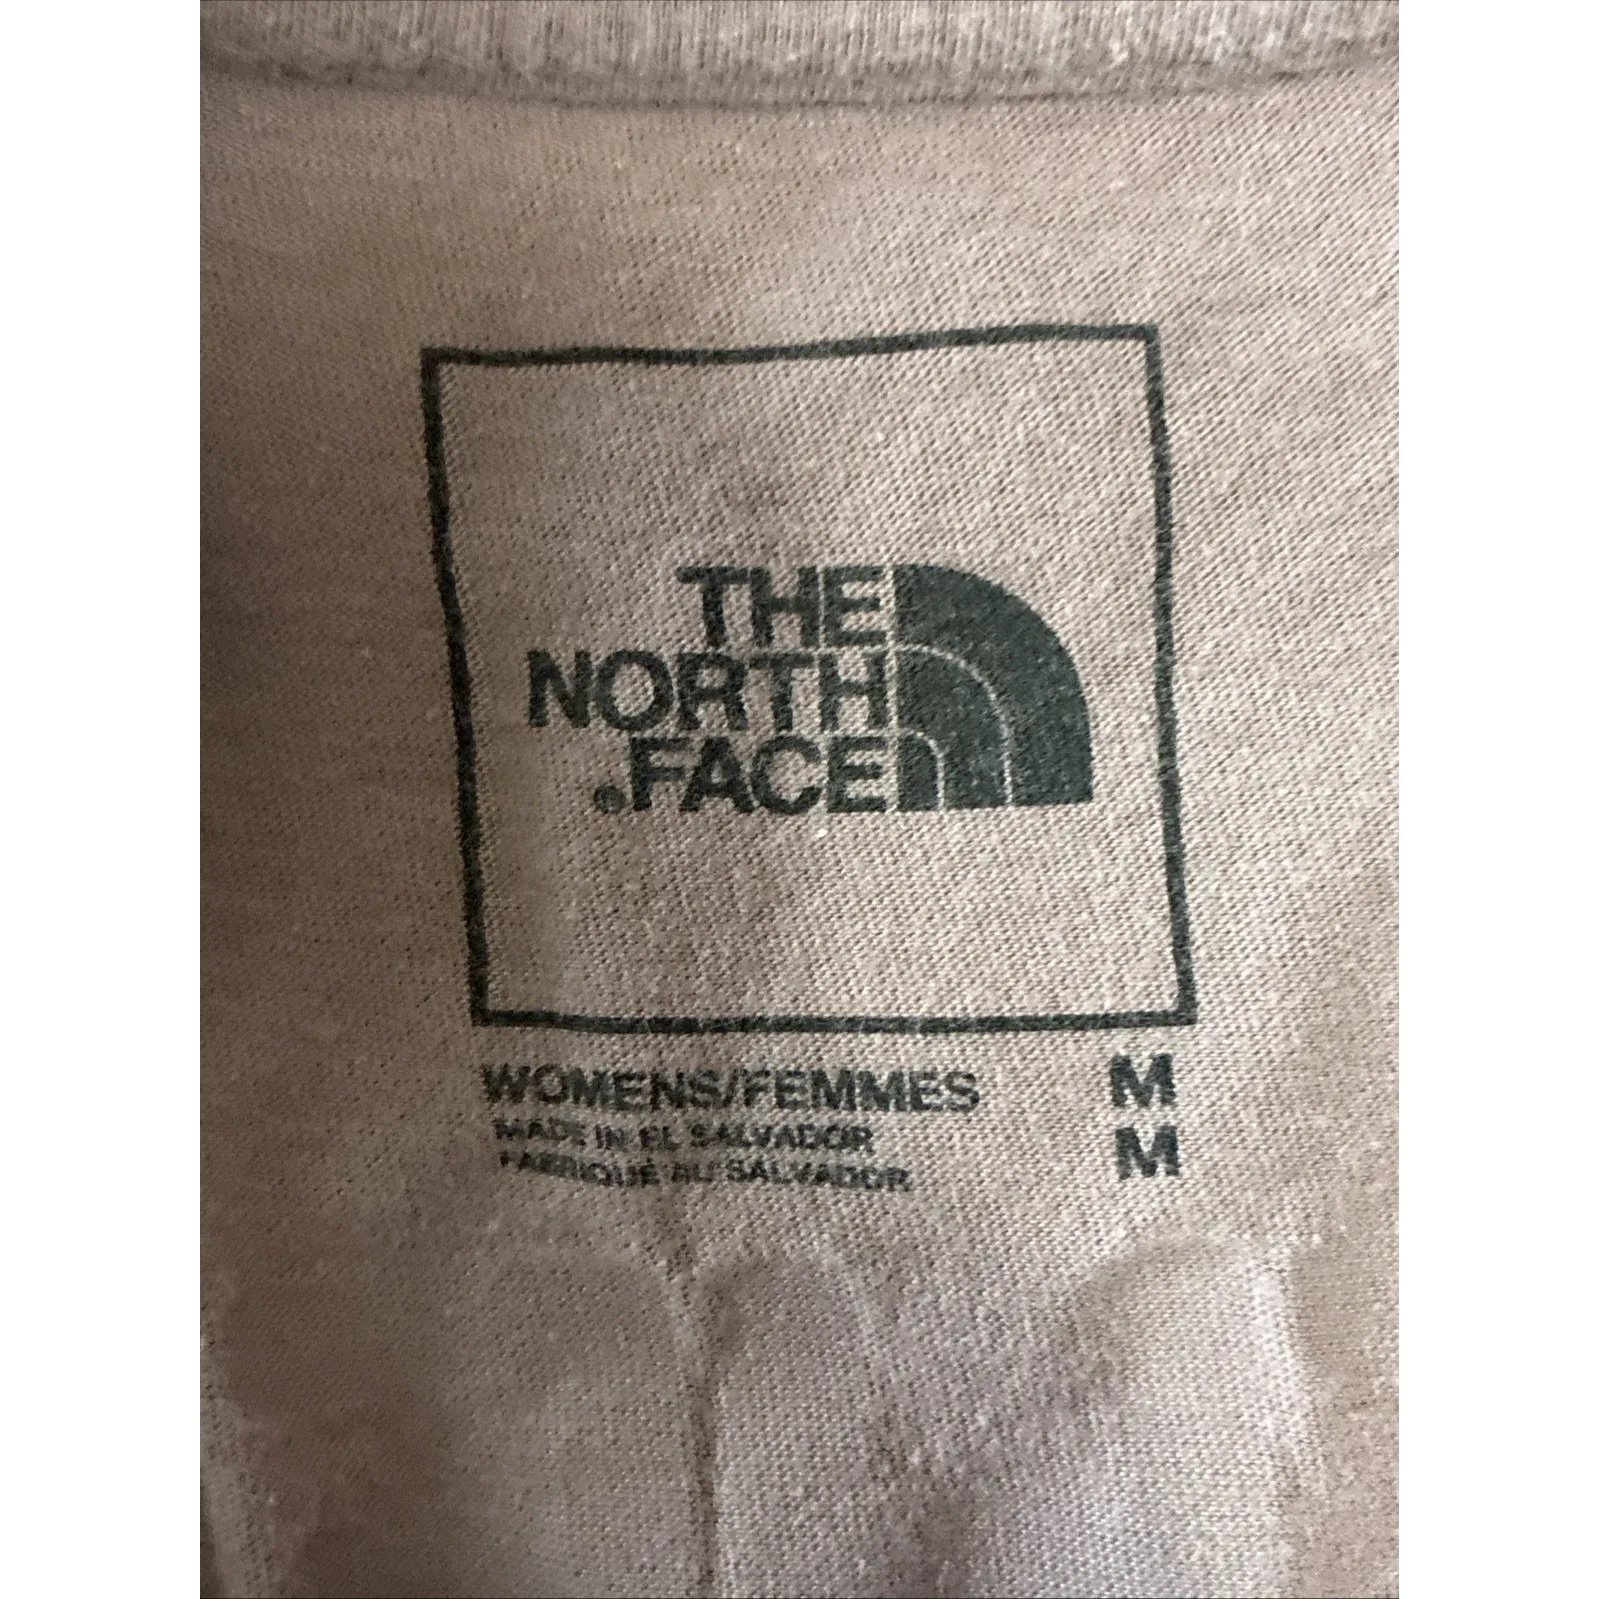 THE
NORTH
®FACE
WOMENS/FEMMES M
MADE IN EL SALVADOR M
FABRIQUÉ AU SALVADOR